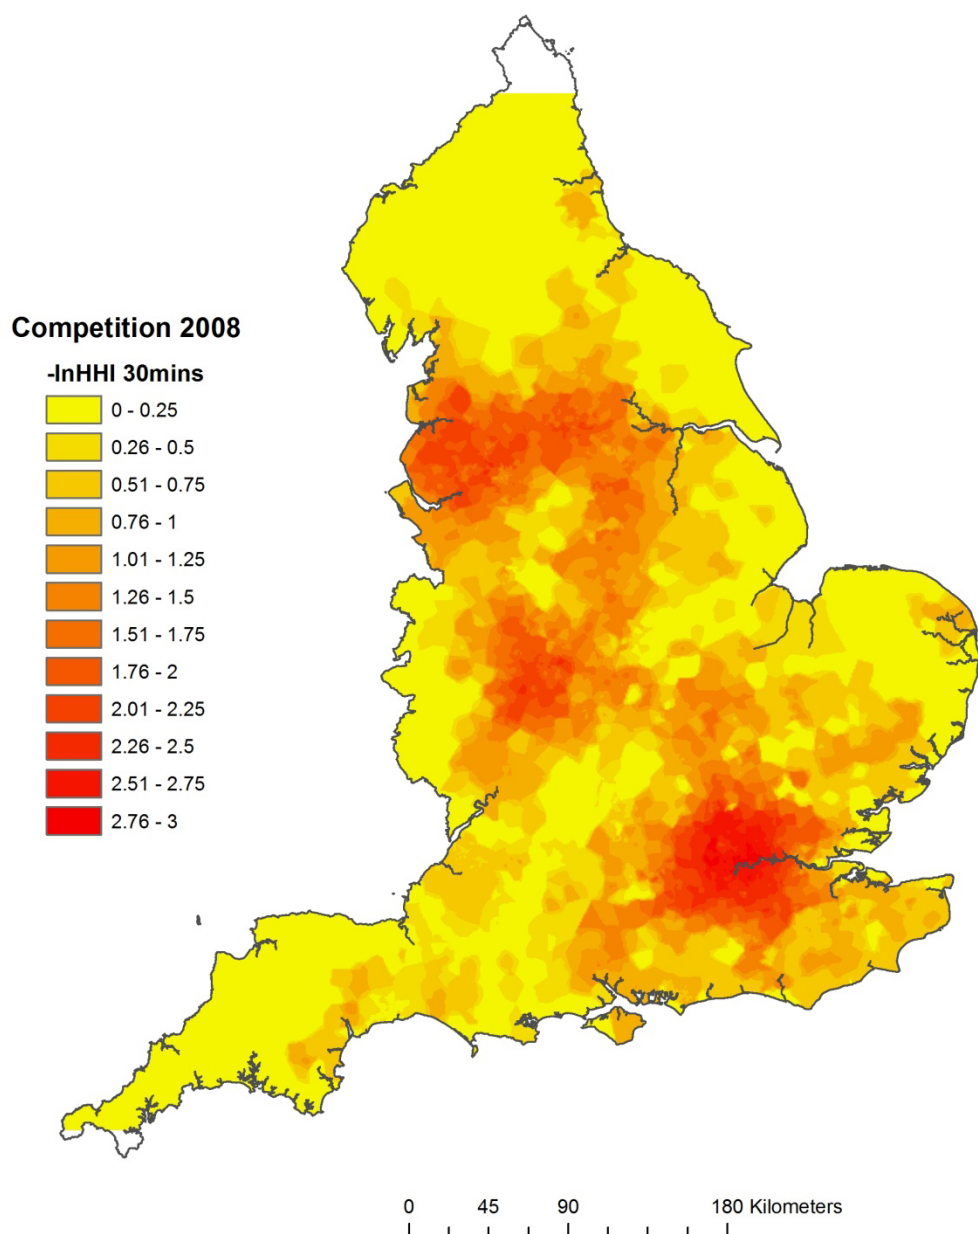 Competition 2008
-lnHHI 30mins
0 - 0.25
0.26 - 0.5
0.51 - 0.75
0.76 - 1
1.01 - 1.25
1.26 - 1.5
1.51 - 1.75
1.76 - 2
2.01 - 2.25
2.26 - 2.5
2.51 - 2.75
2.76 - 3
0 45 90 180 Kilometers